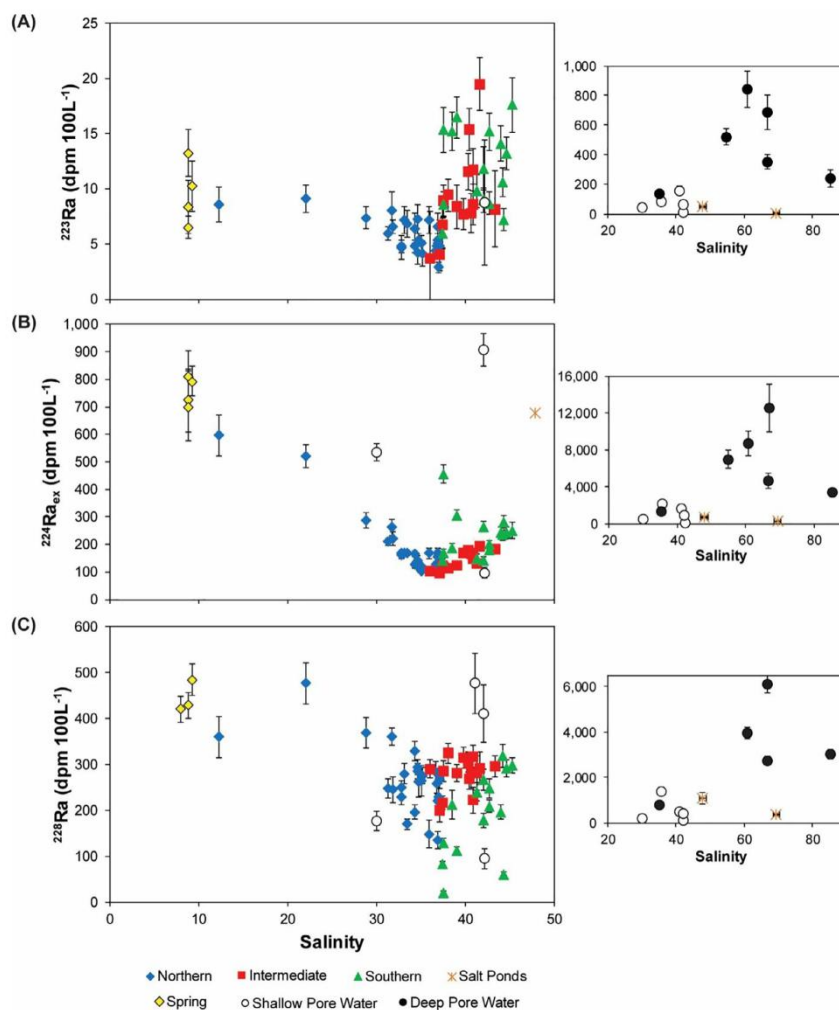 (A)
25
20
15
10
5
0
²²³Ra (dpm 100L⁻¹)
1,000
800
600
400
200
0
20 40 60 80
Salinity
(B)
1,000
900
800
700
600
500
400
300
200
100
0
²²⁴Raₑₓ (dpm 100L⁻¹)
16,000
12,000
8,000
4,000
0
20 40 60 80
Salinity
(C)
600
500
400
300
200
100
0
²²⁸Ra (dpm 100L⁻¹)
0 10 20 30 40 50
Salinity
6,000
4,000
2,000
0
20 40 60 80
Salinity
Northern Intermediate Southern Salt Ponds
Spring Shallow Pore Water Deep Pore Water